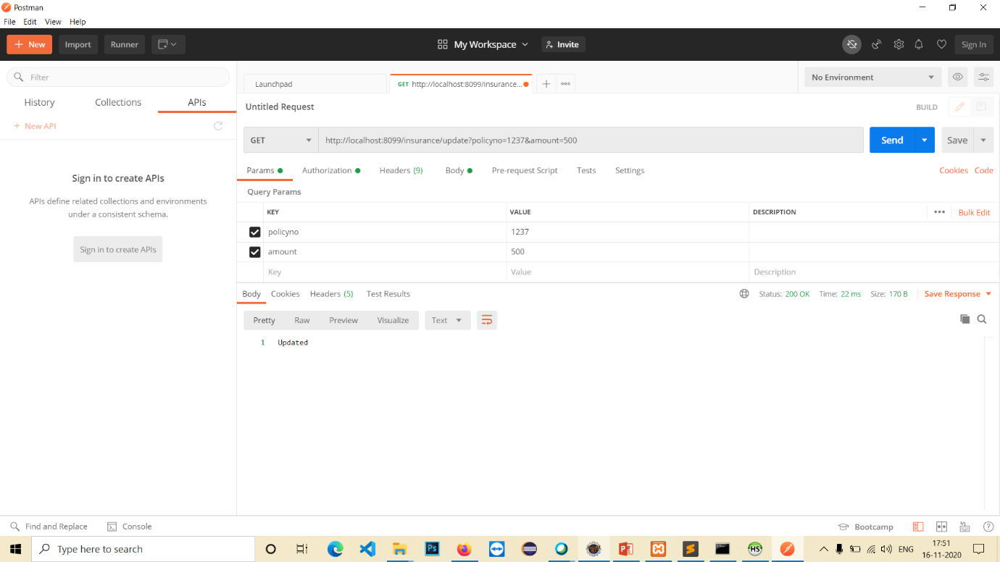 Postman
File Edit View Help
New Import Runner My Workspace Invite Sign In
Filter
History Collections APIs
+ New API
Sign in to create APIs
APIs define related collections and environments
under a consistent schema.
Sign in to create APIs
Launchpad GET http://localhost:8099/insurance... No Environment
Untitled Request BUILD
GET http://localhost:8099/insurance/update?policyno=1237&amount=500 Send Save
Params Authorization Headers (9) Body Pre-request Script Tests Settings Cookies Code
Query Params
KEY VALUE DESCRIPTION Bulk Edit
policyno 1237
amount 500
Key Value Description
Body Cookies Headers (5) Test Results Status: 200 OK Time: 22 ms Size: 170 B Save Response
Pretty Raw Preview Visualize Text
1 Updated
Find and Replace Console Bootcamp
Type here to search Ps HS ENG 17:51
16-11-2020